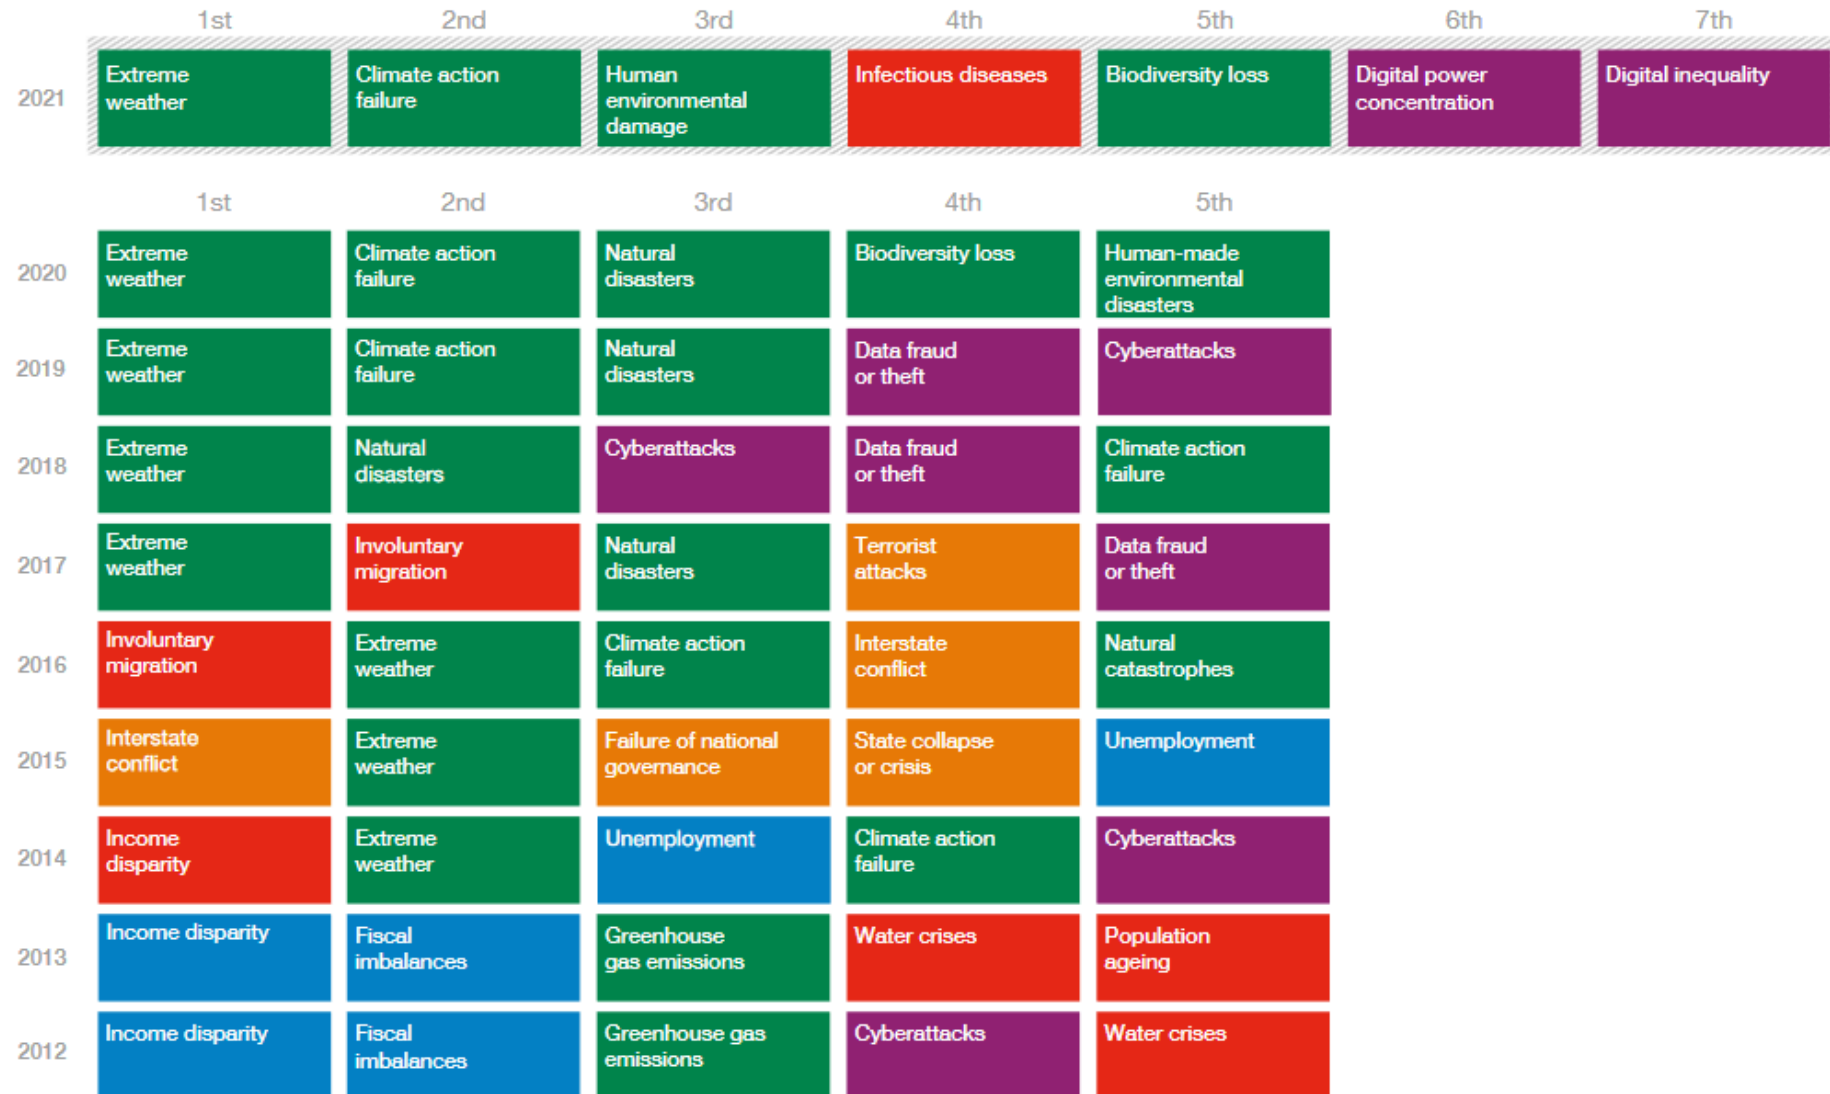 1st 2nd 3rd 4th 5th 6th 7th
2021
Extreme
weather
Climate action
failure
Human
environmental
damage
Infectious diseases
Biodiversity loss
Digital power
concentration
Digital inequality
1st 2nd 3rd 4th 5th
2020
Extreme
weather
Climate action
failure
Natural
disasters
Biodiversity loss
Human-made
environmental
disasters
2019
Extreme
weather
Climate action
failure
Natural
disasters
Data fraud
or theft
Cyberattacks
2018
Extreme
weather
Natural
disasters
Cyberattacks
Data fraud
or theft
Climate action
failure
2017
Extreme
weather
Involuntary
migration
Natural
disasters
Terrorist
attacks
Data fraud
or theft
2016
Involuntary
migration
Extreme
weather
Climate action
failure
Interstate
conflict
Natural
catastrophes
2015
Interstate
conflict
Extreme
weather
Failure of national
governance
State collapse
or crisis
Unemployment
2014
Income
disparity
Extreme
weather
Unemployment
Climate action
failure
Cyberattacks
2013
Income disparity
Fiscal
imbalances
Greenhouse
gas emissions
Water crises
Population
ageing
2012
Income disparity
Fiscal
imbalances
Greenhouse gas
emissions
Cyberattacks
Water crises